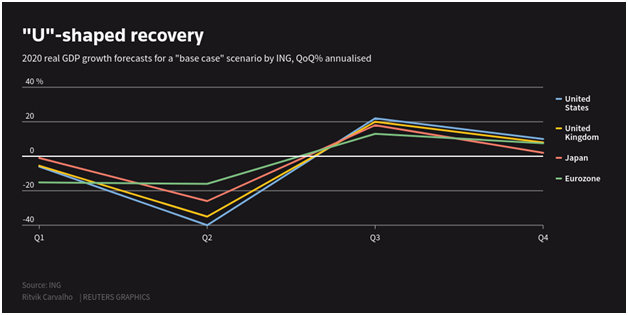 "U"-shaped recovery
2020 real GDP growth forecasts for a "base case" scenario by ING, QoQ% annualised
40 %
20
0
-20
-40
Q1 Q2 Q3 Q4
United
States
United
Kingdom
Japan
Eurozone
Source: ING
Ritvik Carvalho | REUTERS GRAPHICS